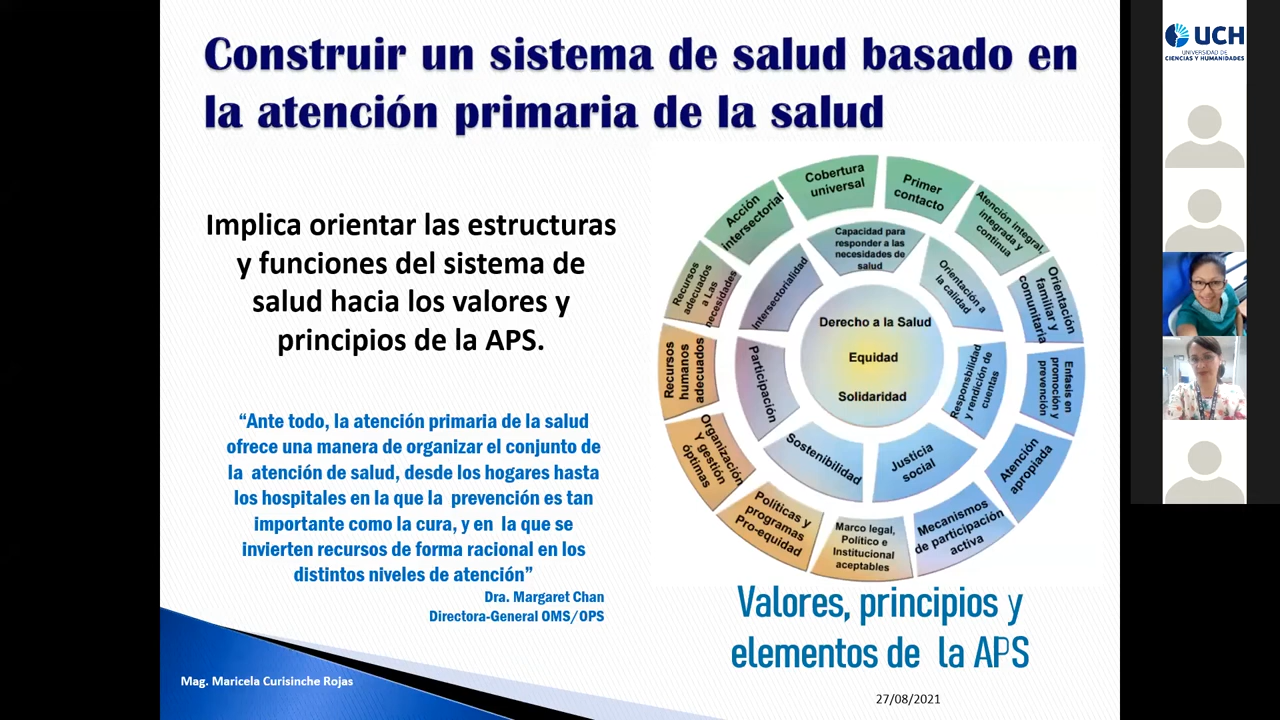 Construir un sistema de salud basado en
la atención primaria de la salud
Implica orientar las estructuras
y funciones del sistema de
salud hacia los valores y
principios de la APS.
“Ante todo, la atención primaria de la salud
ofrece una manera de organizar el conjunto de
la atención de salud, desde los hogares hasta
los hospitales en la que la prevención es tan
importante como la cura, y en la que se
invierten recursos de forma racional en los
distintos niveles de atención”
Dra. Margaret Chan
Directora-General OMS/OPS
Mag. Maricela Curisinche Rojas
Cobertura
universal
Primer
contacto
Atención integral,
integrada y
continua
Orientación
familiar y
comunitaria
Enfasis en
promoción y
prevención
Atención
apropiada
Mecanismos
de participación
activa
Marco legal,
Político e
Institucional
aceptables
Políticas y
programas
Pro-equidad
Organización
Y gestión
óptimas
Recursos
humanos
adecuados
Recursos
adecuados
a Las
necesidades
Acción
intersectorial
Capacidad para
responder a las
necesidades de
salud
Orientación a
la calidad
Responsbilidad
y rendición de
cuentas
Justicia
social
Sostenibilidad
Participación
Intersectorialidad
Derecho a la Salud
Equidad
Solidaridad
Valores, principios y
elementos de la APS
27/08/2021
UCH
UNIVERSIDAD DE
CIENCIAS Y HUMANIDADES